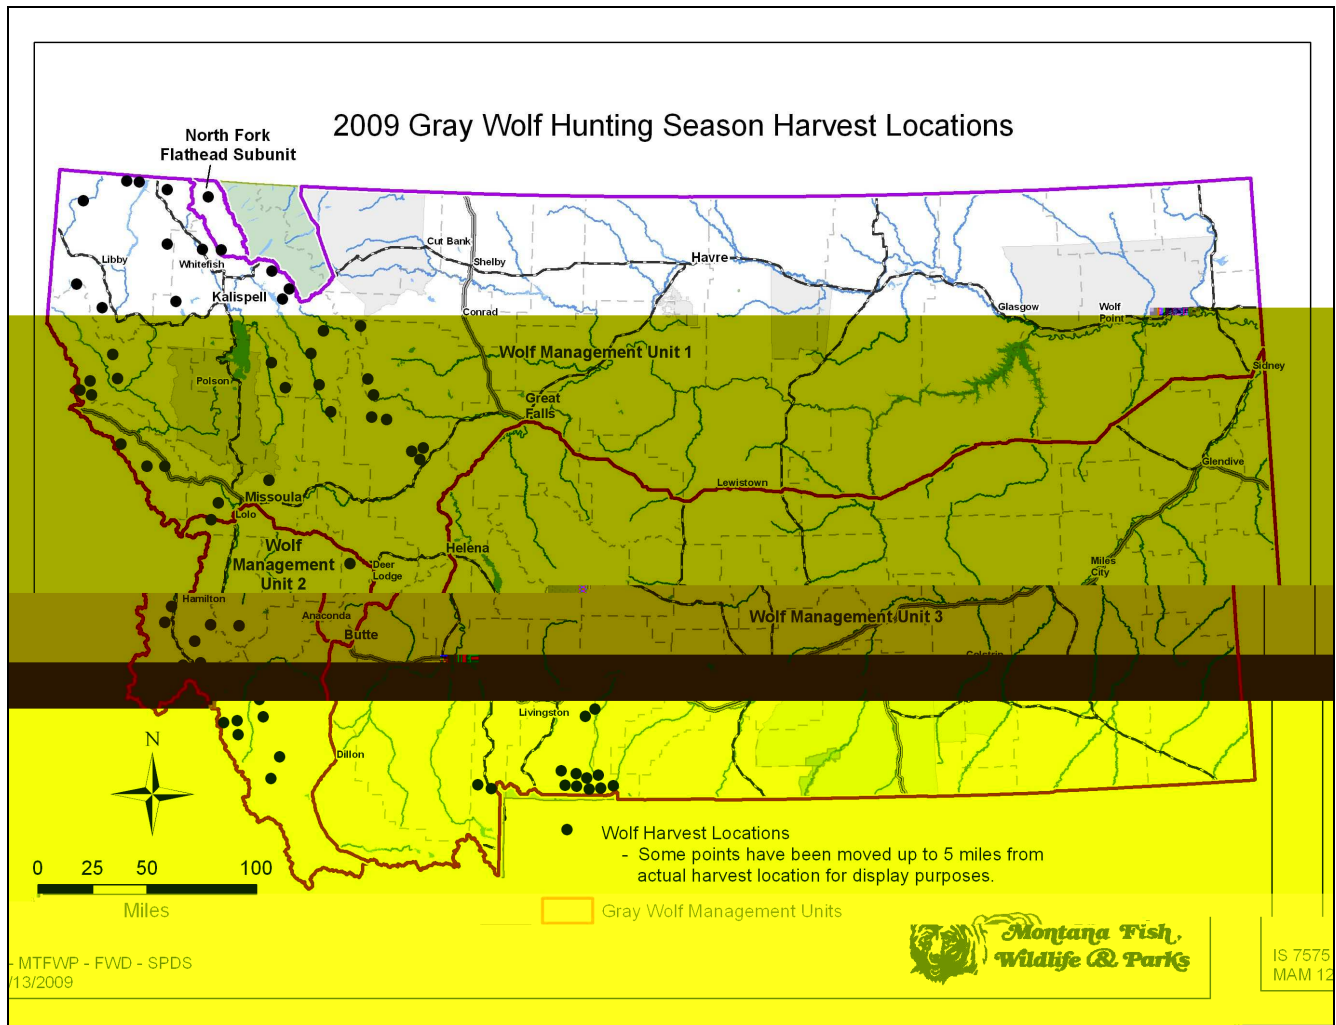 2009 Gray Wolf Hunting Season Harvest Locations
North Fork
Flathead Subunit
Cut Bank
Shelby
Havre
Libby
Whitefish
Kalispell
Conrad
Glasgow
Wolf
Point
Wolf Management Unit 1
Sidney
Polson
Great
Falls
Glendive
Lewistown
Missoula
Lolo
Wolf
Management
Unit 2
Helena
Deer
Lodge
Miles
City
Hamilton
Anaconda
Butte
Wolf Management Unit 3
Colstrip
Livingston
Dillon
N
Wolf Harvest Locations
- Some points have been moved up to 5 miles from
actual harvest location for display purposes.
0 25 50 100
Miles
Gray Wolf Management Units
Montana Fish,
Wildlife & Parks
- MTFWP - FWD - SPDS
/13/2009
IS 7575
MAM 12